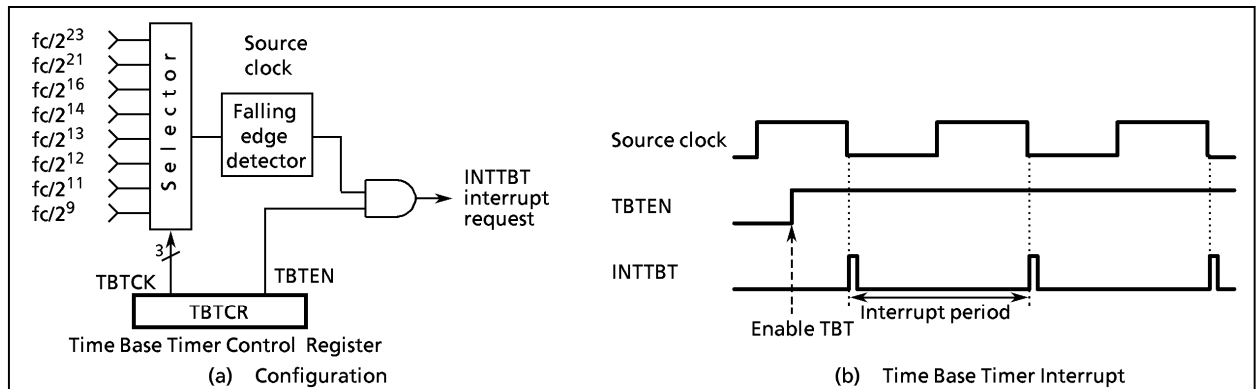 fc/2^23
fc/2^21
fc/2^16
fc/2^14
fc/2^13
fc/2^12
fc/2^11
fc/2^9
Selector
Source
clock
Falling
edge
detector
INTTBT
interrupt
request
3
TBTCK
TBTEN
TBTCR
Time Base Timer Control Register
(a) Configuration
Source clock
TBTEN
INTTBT
Interrupt period
Enable TBT
(b) Time Base Timer Interrupt